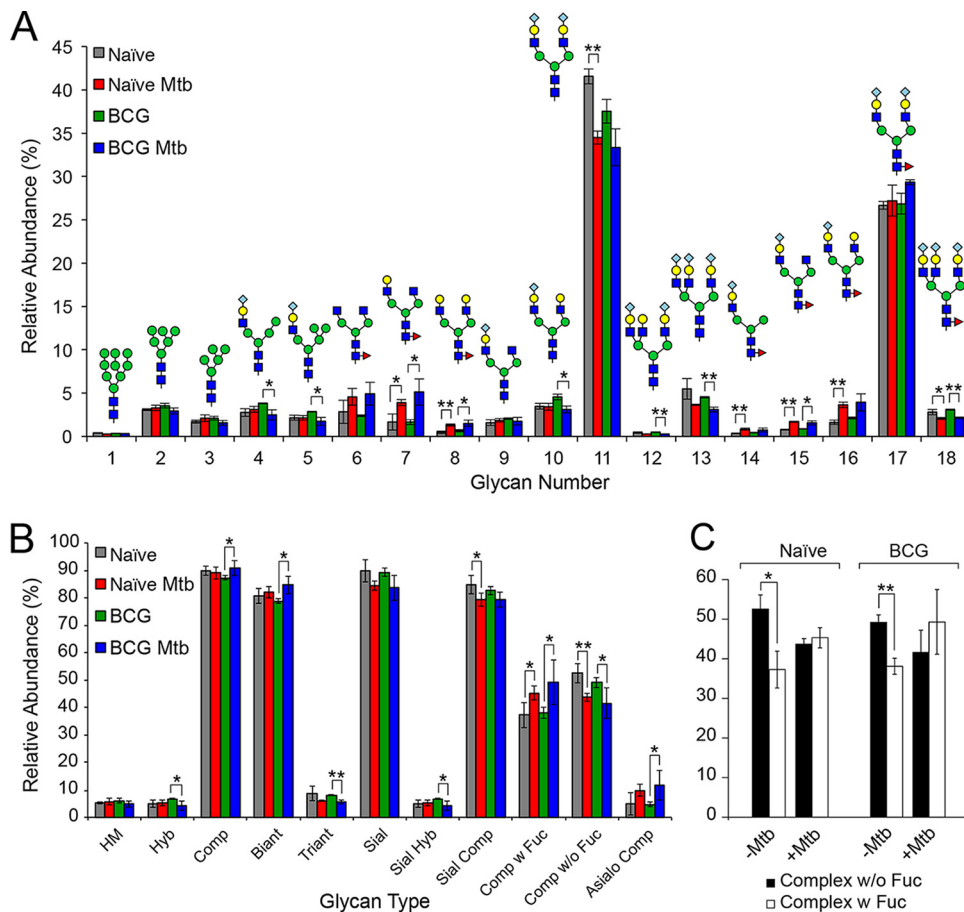 A
Relative Abundance (%)
45
40
35
30
25
20
15
10
5
0
Naïve
Naïve Mtb
BCG
BCG Mtb
**
* * ** * * * * * ** ** ** ** ** * ** * **
1 2 3 4 5 6 7 8 9 10 11 12 13 14 15 16 17 18
Glycan Number
B
Relative Abundance (%)
100
90
80
70
60
50
40
30
20
10
0
Naïve
Naïve Mtb
BCG
BCG Mtb
* * * ** * * * * ** * *
HM Hyb Comp Biant Triant Sial Sial Hyb Sial Comp Comp w Fuc Comp w/o Fuc Asialo Comp
Glycan Type
C
Naïve BCG
60
50
40
30
20
10
0
* **
-Mtb +Mtb -Mtb +Mtb
Complex w/o Fuc
Complex w Fuc